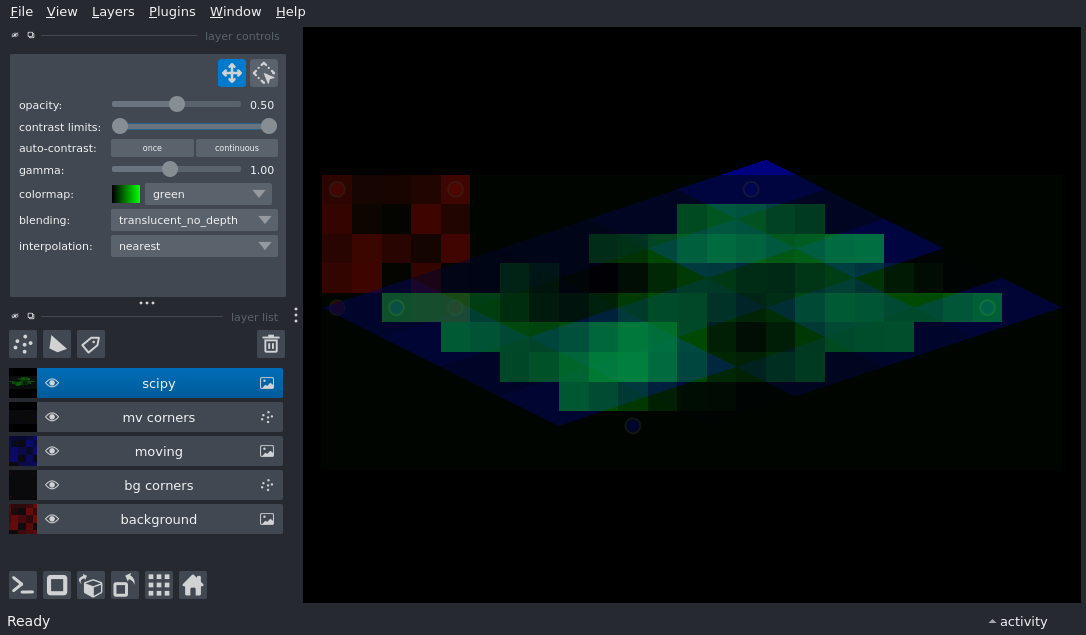 File View Layers Plugins Window Help
layer controls
opacity: 0.50
contrast limits:
auto-contrast: once continuous
gamma: 1.00
colormap: green
blending: translucent_no_depth
interpolation: nearest
layer list
scipy
mv corners
moving
bg corners
background
Ready
activity